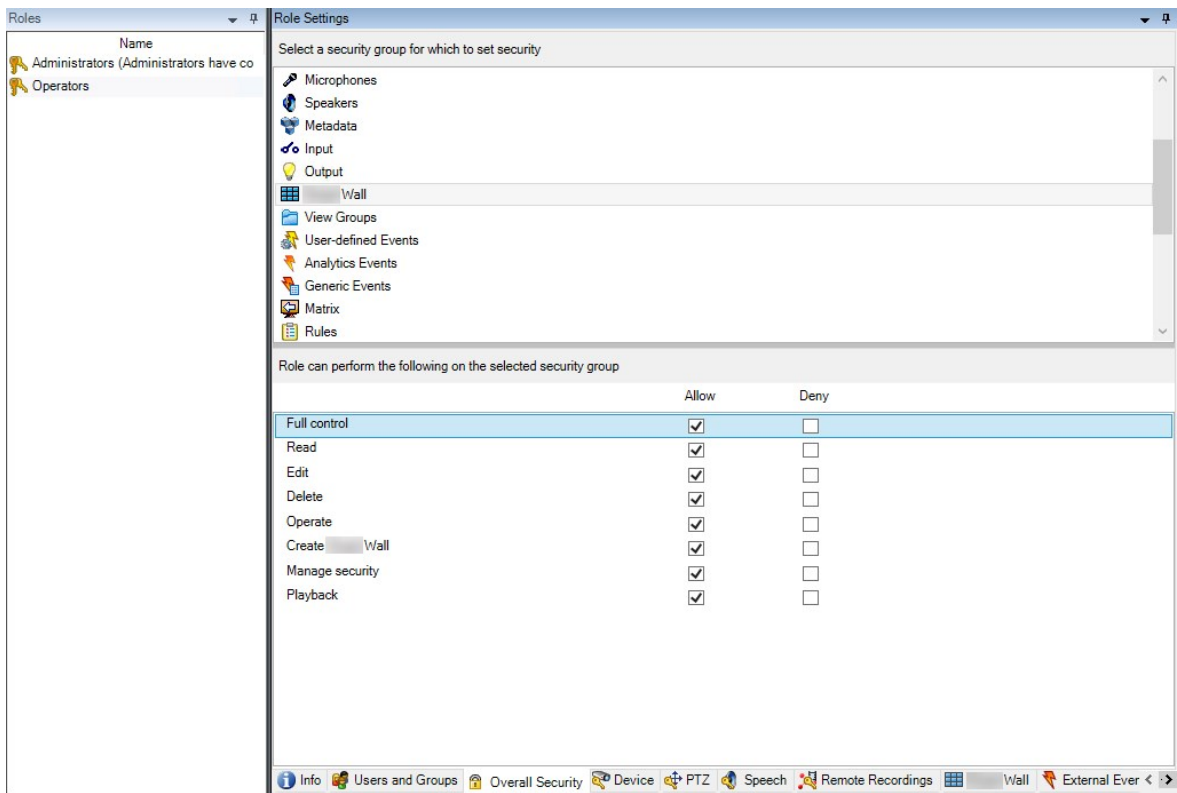 Roles
Name
Administrators (Administrators have co
Operators
Role Settings
Select a security group for which to set security
Microphones
Speakers
Metadata
Input
Output
Wall
View Groups
User-defined Events
Analytics Events
Generic Events
Matrix
Rules
Role can perform the following on the selected security group
Allow Deny
Full control
Read
Edit
Delete
Operate
Create Wall
Manage security
Playback
Info Users and Groups Overall Security Device PTZ Speech Remote Recordings Wall External Ever